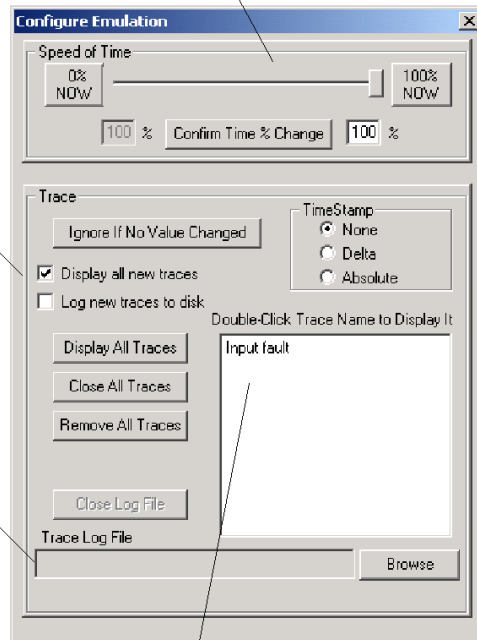 Configure Emulation
Speed of Time
0%
NOW
100%
NOW
100 %
Confirm Time % Change
100 %
Trace
Ignore If No Value Changed
TimeStamp
None
Delta
Absolute
Display all new traces
Log new traces to disk
Double-Click Trace Name to Display It
Display All Traces
Input fault
Close All Traces
Remove All Traces
Close Log File
Trace Log File
Browse